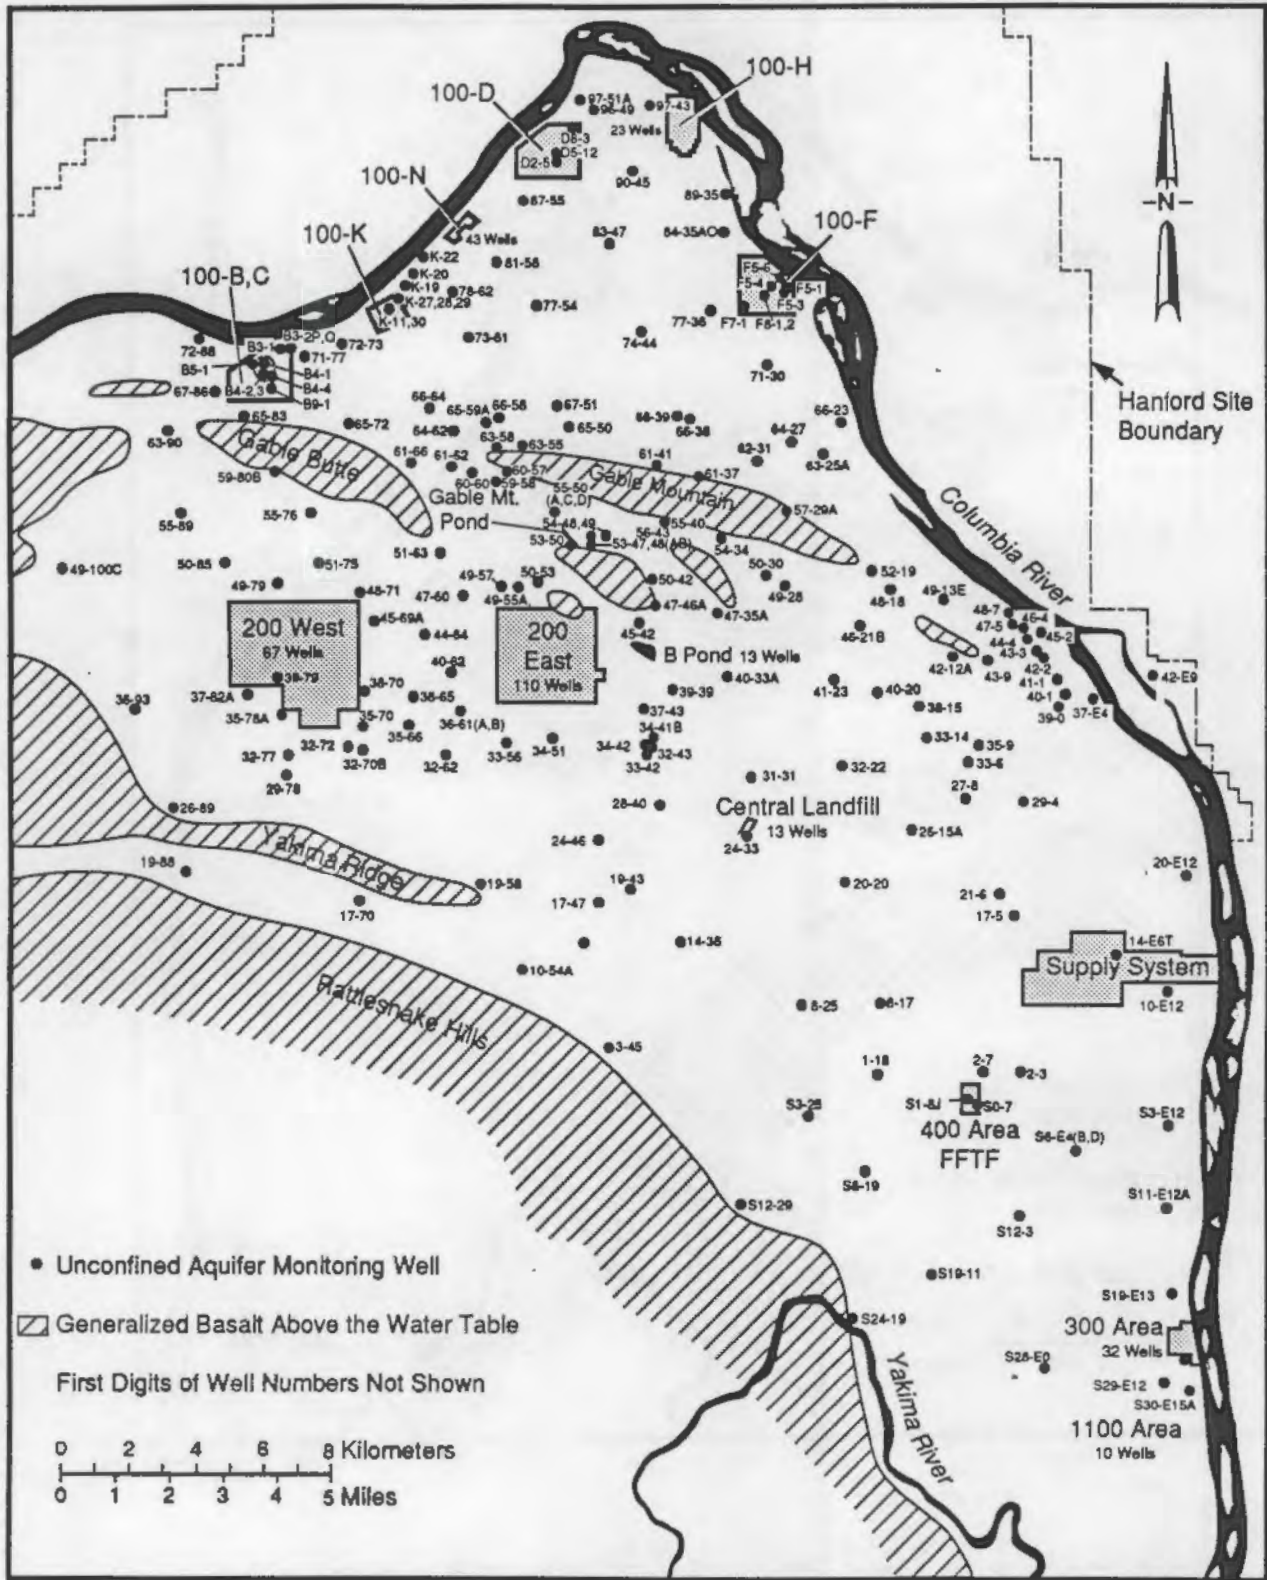 100-H
100-D
97-51A
96-49
97-43
23 Wells
D8-3
D5-12
D2-5
100-N
90-45
89-35
87-55
100-F
43 Wells
83-47
84-35AO
100-K
K-22
81-58
K-20
F5-6
F5-4
F5-1
100-B,C
K-19
78-62
K-27,28,29
77-54
F5-3
K-11,30
77-36
F7-1
F6-1,2
B3-2P,Q
73-61
74-44
72-88
B3-1
72-73
71-77
B5-1
B4-1
71-30
67-86
B4-2,3
B4-4
B9-1
Hanford Site
Boundary
N
66-64
66-58
67-51
65-59A
68-39
66-38
66-23
65-83
65-72
64-62
65-50
64-27
63-90
Gable Butte
63-58
63-55
62-31
63-25A
61-66
61-62
61-41
61-37
59-80B
60-60
60-57
59-58
Gable Mountain
Gable Mt.
Pond
55-50
(A,C,D)
57-29A
55-89
55-76
54-48,49
56-43
55-40
53-50
53-47,48(AB)
54-34
Columbia River
49-100C
50-85
51-75
51-63
50-53
50-42
50-30
52-19
49-79
48-71
49-57
49-55A
49-28
48-18
49-13E
47-60
47-46A
47-35A
48-7
46-4
47-5
45-2
200 West
67 Wells
45-69A
44-64
200
East
110 Wells
45-42
46-21B
44-4
43-3
42-2
B Pond 13 Wells
42-12A
43-9
41-1
42-E9
40-62
40-33A
41-23
40-20
40-1
39-79
38-70
38-65
39-39
39-0
37-E4
36-93
37-82A
37-43
38-15
35-78A
35-70
35-66
36-61(A,B)
34-41B
33-14
35-9
32-77
32-72
32-70B
32-62
33-56
34-51
34-42
32-43
33-42
33-6
29-78
31-31
32-22
27-8
29-4
26-89
28-40
Central Landfill
13 Wells
24-33
26-15A
24-46
Yakima Ridge
19-88
19-58
19-43
20-20
20-E12
21-6
17-70
17-47
17-5
14-38
14-E6T
Supply System
10-54A
10-E12
Rattlesnake Hills
8-25
8-17
3-45
1-18
2-7
2-3
S3-25
S1-8J
S0-7
400 Area
FFTF
S3-E12
S6-E4(B,D)
S8-19
S12-29
S11-E12A
S12-3
Unconfined Aquifer Monitoring Well
S19-11
S19-E13
Generalized Basalt Above the Water Table
S24-19
300 Area
32 Wells
First Digits of Well Numbers Not Shown
S28-E0
S29-E12
S30-E15A
Yakima River
1100 Area
10 Wells
0 2 4 6 8 Kilometers
0 1 2 3 4 5 Miles